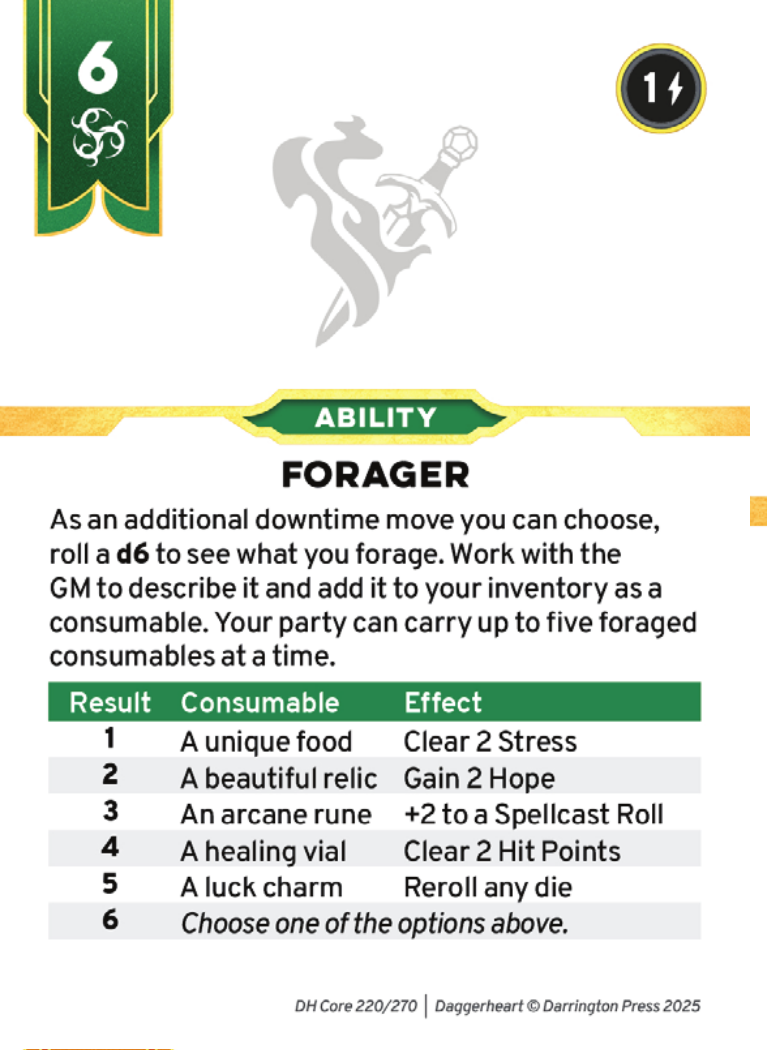 6
1
ABILITY
FORAGER
As an additional downtime move you can choose,
roll a d6 to see what you forage. Work with the
GM to describe it and add it to your inventory as a
consumable. Your party can carry up to five foraged
consumables at a time.
Result Consumable Effect
1 A unique food Clear 2 Stress
2 A beautiful relic Gain 2 Hope
3 An arcane rune +2 to a Spellcast Roll
4 A healing vial Clear 2 Hit Points
5 A luck charm Reroll any die
6 Choose one of the options above.
DH Core 220/270 | Daggerheart © Darrington Press 2025